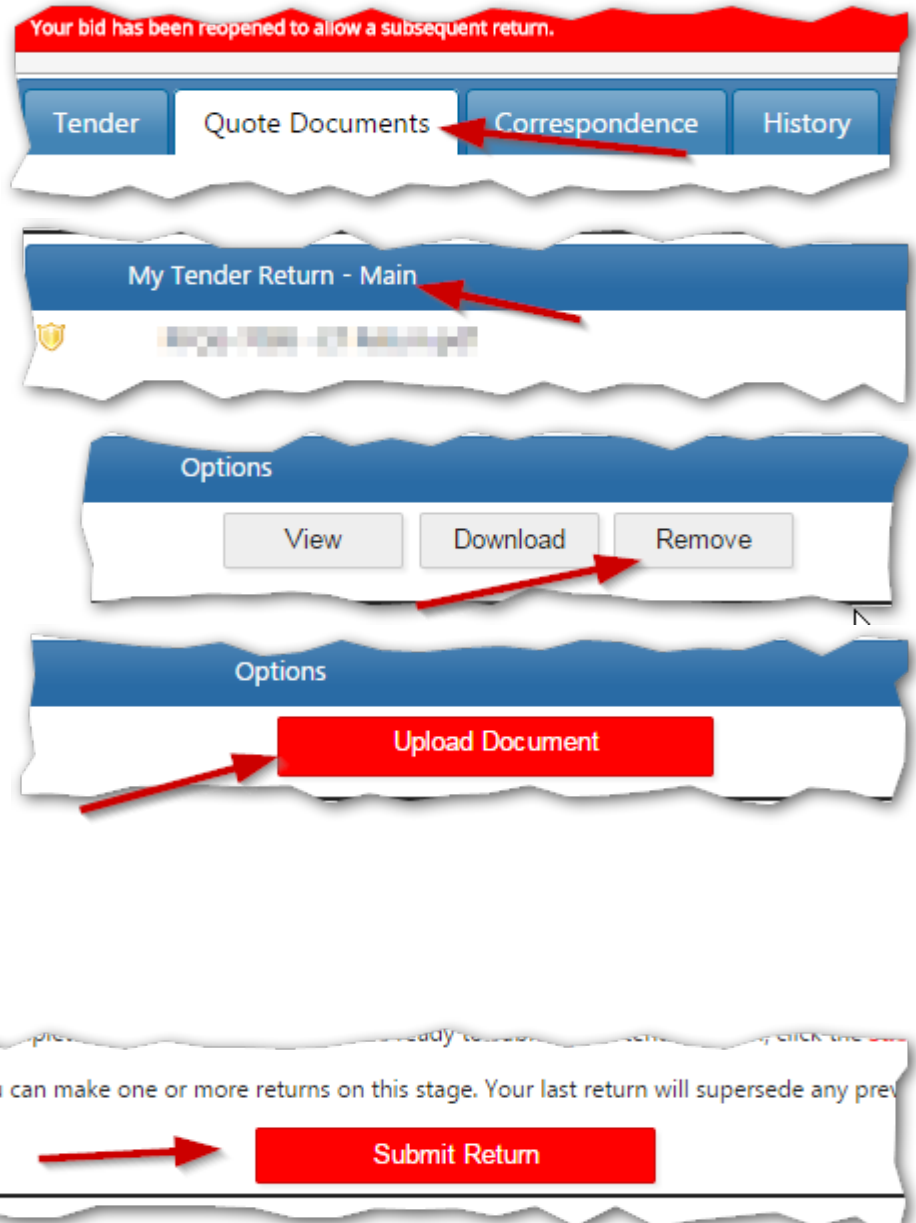 Your bid has been reopened to allow a subsequent return.
Tender Quote Documents Correspondence History
My Tender Return - Main
Options
View Download Remove
Options
Upload Document
click the
can make one or more returns on this stage. Your last return will supersede any prev
Submit Return